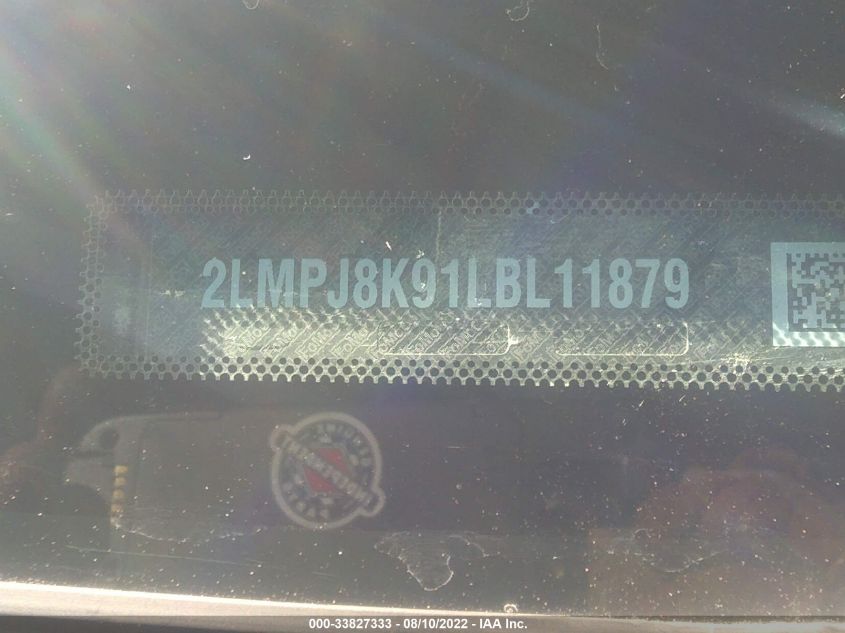 2LMPJ8K91LBL11879
000-33827333 - 08/10/2022 - IAA Inc.